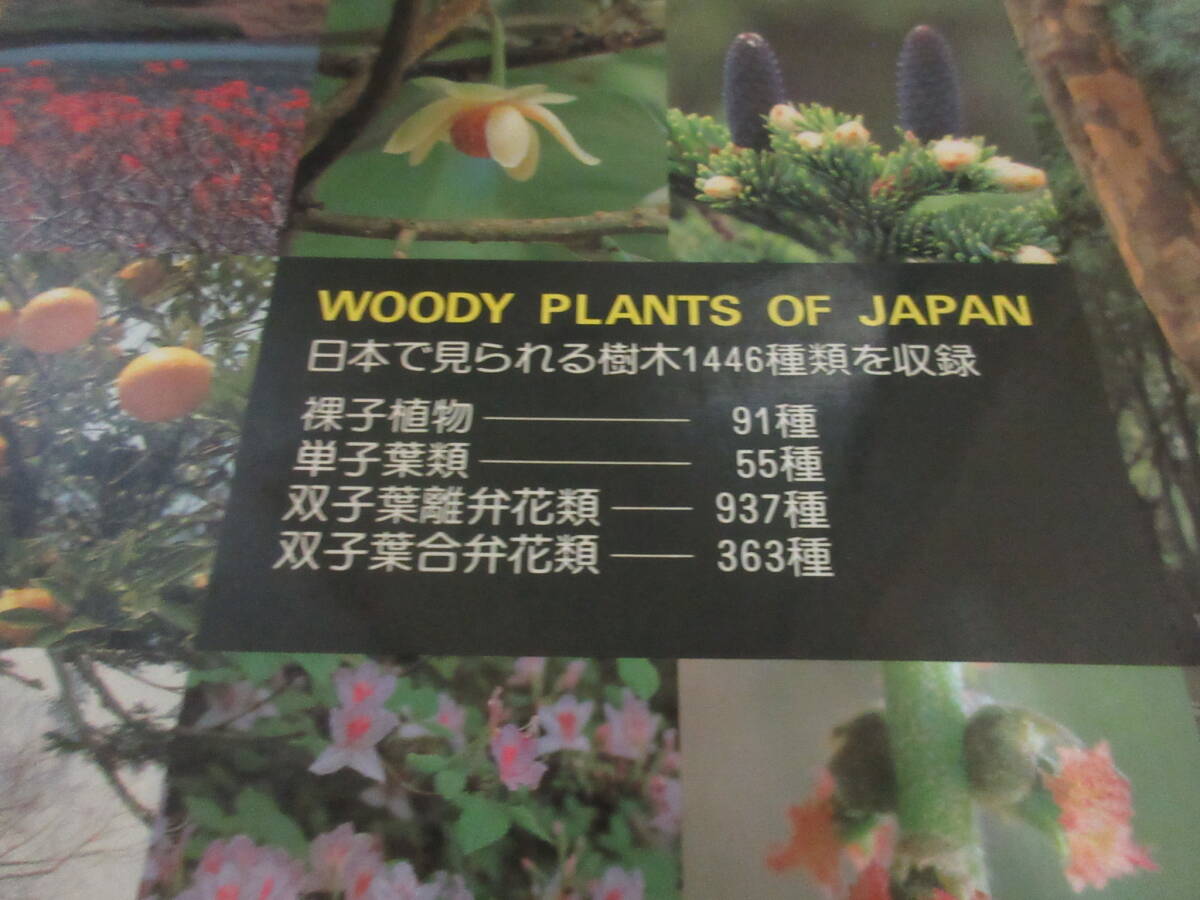 WOODY PLANTS OF JAPAN
日本で見られる樹木1446種類を収録
裸子植物 ———— 91種
単子葉類 ———— 55種
双子葉離弁花類 —— 937種
双子葉合弁花類 —— 363種